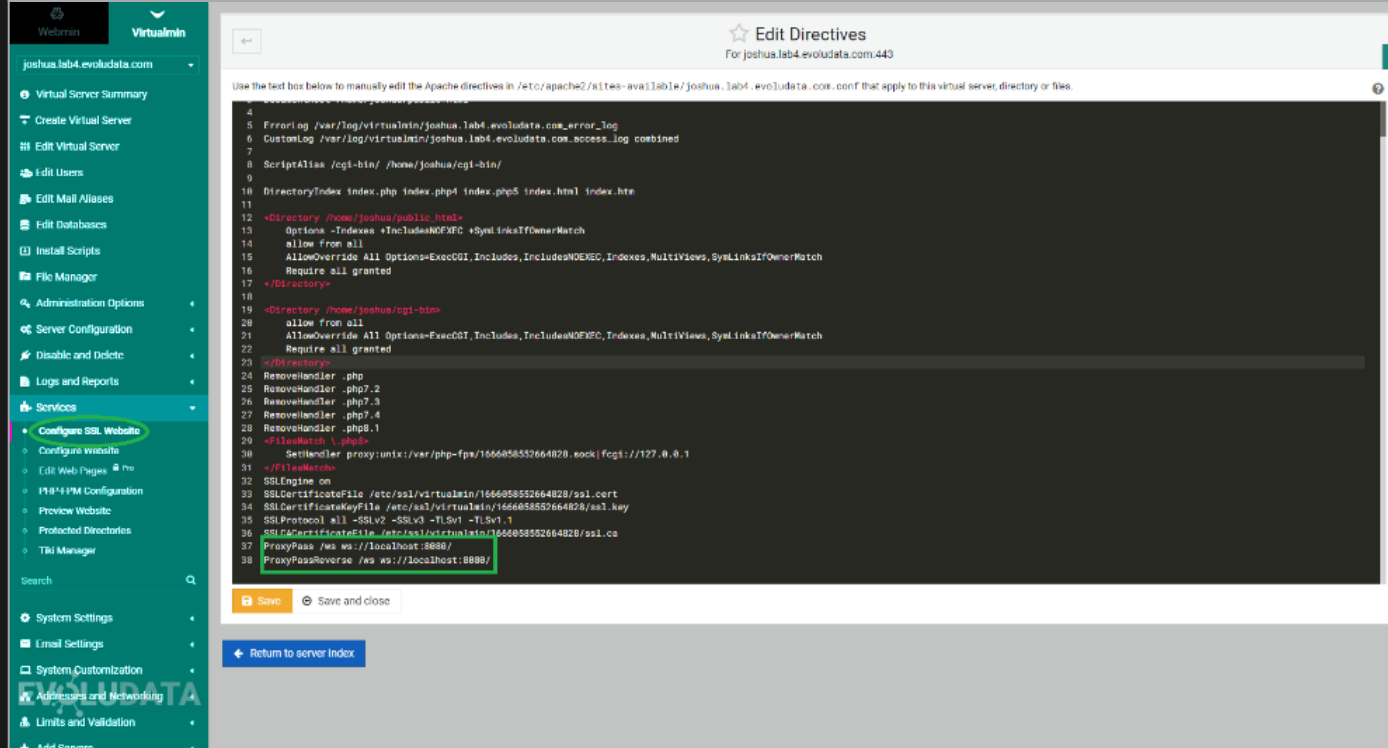 Webmin
Virtualmin
joshua.lab4.evoludata.com
Virtual Server Summary
Create Virtual Server
Edit Virtual Server
Edit Users
Edit Mail Aliases
Edit Databases
Install Scripts
File Manager
Administration Options
Server Configuration
Disable and Delete
Logs and Reports
Services
Configure SSL Website
Configure Website
Edit Web Pages Pro
PHP-FPM Configuration
Preview Website
Protected Directories
Tiki Manager
Search
System Settings
Email Settings
System Customization
Addresses and Networking
EVOLUDATA
Limits and Validation
Add Servers
Edit Directives
For joshua.lab4.evoludata.com:443
Use the text box below to manually edit the Apache directives in /etc/apache2/sites-available/joshua.lab4.evoludata.com.conf that apply to this virtual server, directory or files.
4
5 ErrorLog /var/log/virtualmin/joshua.lab4.evoludata.com_error_log
6 CustomLog /var/log/virtualmin/joshua.lab4.evoludata.com_access_log combined
7
8 ScriptAlias /cgi-bin/ /home/joshua/cgi-bin/
9
10 DirectoryIndex index.php index.php4 index.php5 index.html index.htm
11
12 <Directory /home/joshua/public_html>
13 Options -Indexes +IncludesNOEXEC +SymLinksIfOwnerMatch
14 allow from all
15 AllowOverride All Options=ExecCGI,Includes,IncludesNOEXEC,Indexes,MultiViews,SymLinksIfOwnerMatch
16 Require all granted
17 </Directory>
18
19 <Directory /home/joshua/cgi-bin>
20 allow from all
21 AllowOverride All Options=ExecCGI,Includes,IncludesNOEXEC,Indexes,MultiViews,SymLinksIfOwnerMatch
22 Require all granted
23 </Directory>
24 RemoveHandler .php
25 RemoveHandler .php7.2
26 RemoveHandler .php7.3
27 RemoveHandler .php7.4
28 RemoveHandler .php8.1
29 <FilesMatch \.php$>
30 SetHandler proxy:unix:/var/php-fpm/1666058552664828.sock|fcgi://127.0.0.1
31 </FilesMatch>
32 SSLEngine on
33 SSLCertificateFile /etc/ssl/virtualmin/1666058552664828/ssl.cert
34 SSLCertificateKeyFile /etc/ssl/virtualmin/1666058552664828/ssl.key
35 SSLProtocol all -SSLv2 -SSLv3 -TLSv1 -TLSv1.1
36 SSLCACertificateFile /etc/ssl/virtualmin/1666058552664828/ssl.ca
37 ProxyPass /ws ws://localhost:8080/
38 ProxyPassReverse /ws ws://localhost:8080/
Save
Save and close
Return to server index